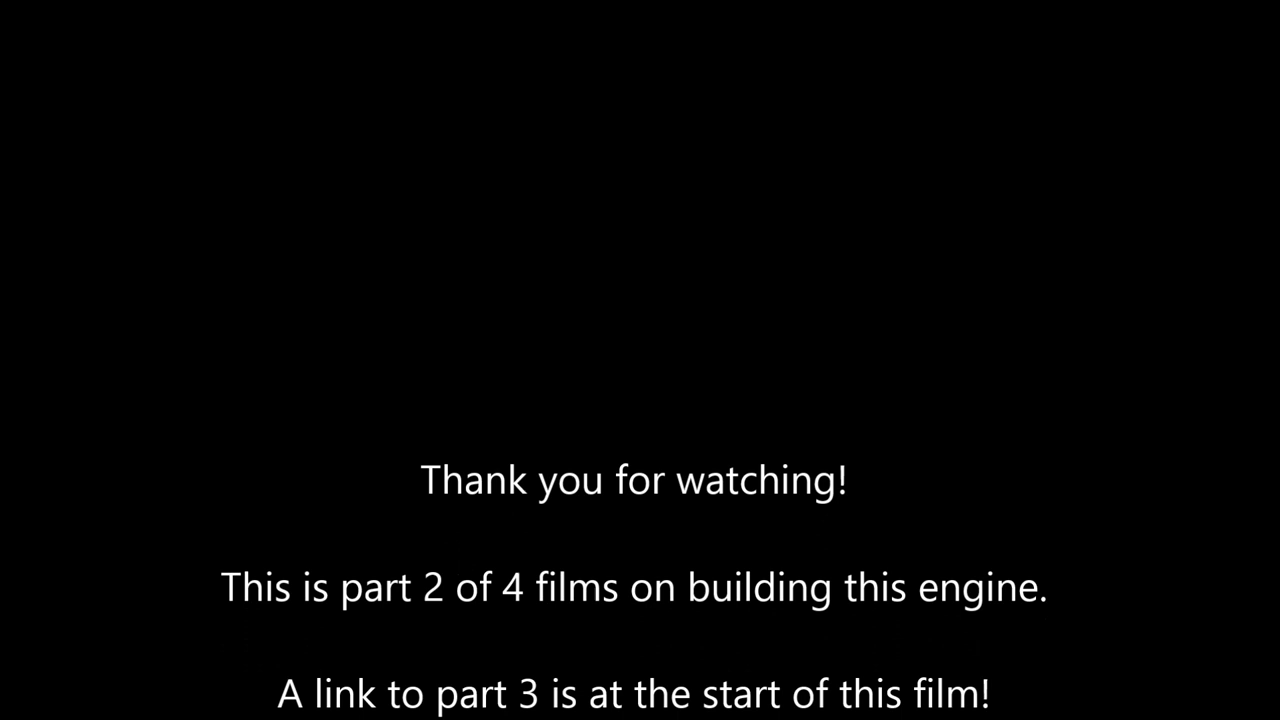 Thank you for watching!
This is part 2 of 4 films on building this engine.
A link to part 3 is at the start of this film!